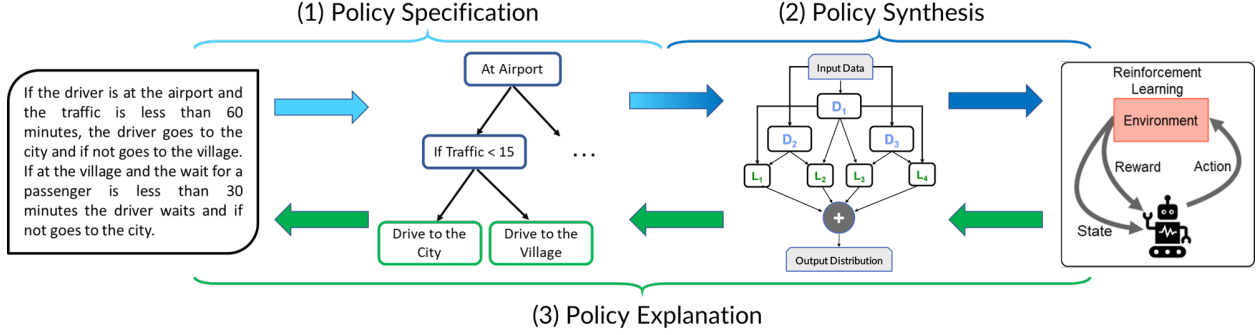 (1) Policy Specification
(2) Policy Synthesis
If the driver is at the airport and
the traffic is less than 60
minutes, the driver goes to the
city and if not goes to the village.
If at the village and the wait for a
passenger is less than 30
minutes the driver waits and if
not goes to the city.
At Airport
If Traffic < 15
...
Drive to the
City
Drive to the
Village
Input Data
D1
D2
D3
L1
L2
L3
L4
+
Output Distribution
Reinforcement
Learning
Environment
Reward
Action
State
(3) Policy Explanation